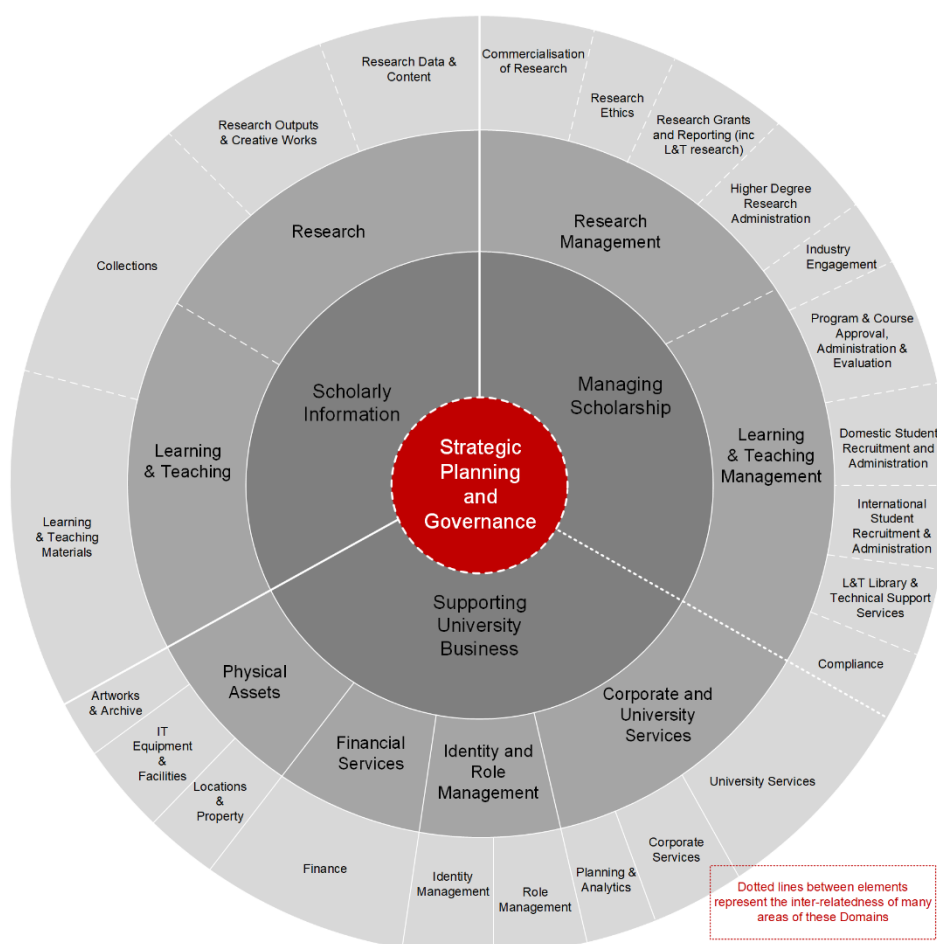 Research Data &
Content
Commercialisation
of Research
Research
Ethics
Research Outputs
& Creative Works
Research Grants
and Reporting (inc
L&T research)
Higher Degree
Research
Administration
Research
Research
Management
Collections
Industry
Engagement
Program & Course
Approval,
Administration &
Evaluation
Scholarly
Information
Managing
Scholarship
Learning
& Teaching
Strategic
Planning
and
Governance
Learning
& Teaching
Management
Domestic Student
Recruitment and
Administration
Learning
& Teaching
Materials
International
Student
Recruitment &
Administration
L&T Library &
Technical Support
Services
Supporting
University
Business
Compliance
Artworks
& Archive
Physical
Assets
Corporate and
University
Services
IT
Equipment
&
Facilities
Financial
Services
Identity and
Role
Management
Locations
&
Property
University Services
Finance
Identity
Management
Role
Management
Planning &
Analytics
Corporate
Services
Dotted lines between elements
represent the inter-relatedness of many
areas of these Domains